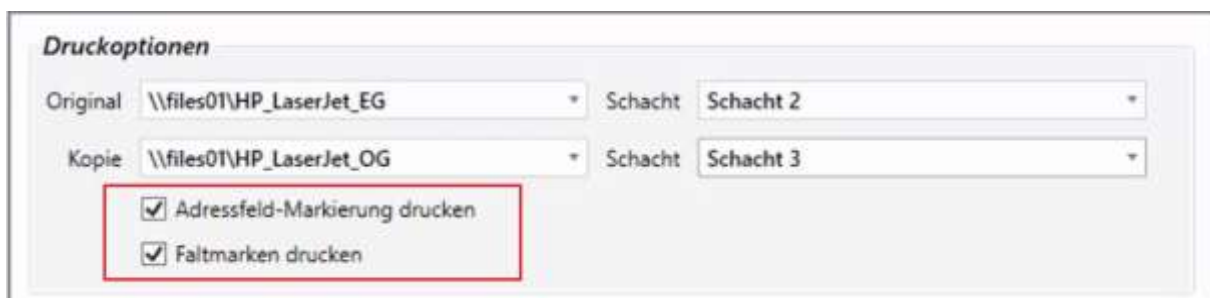 Druckoptionen
Original \\files01\HP_LaserJet_EG Schacht Schacht 2
Kopie \\files01\HP_LaserJet_OG Schacht Schacht 3
Adressfeld-Markierung drucken
Faltmarken drucken